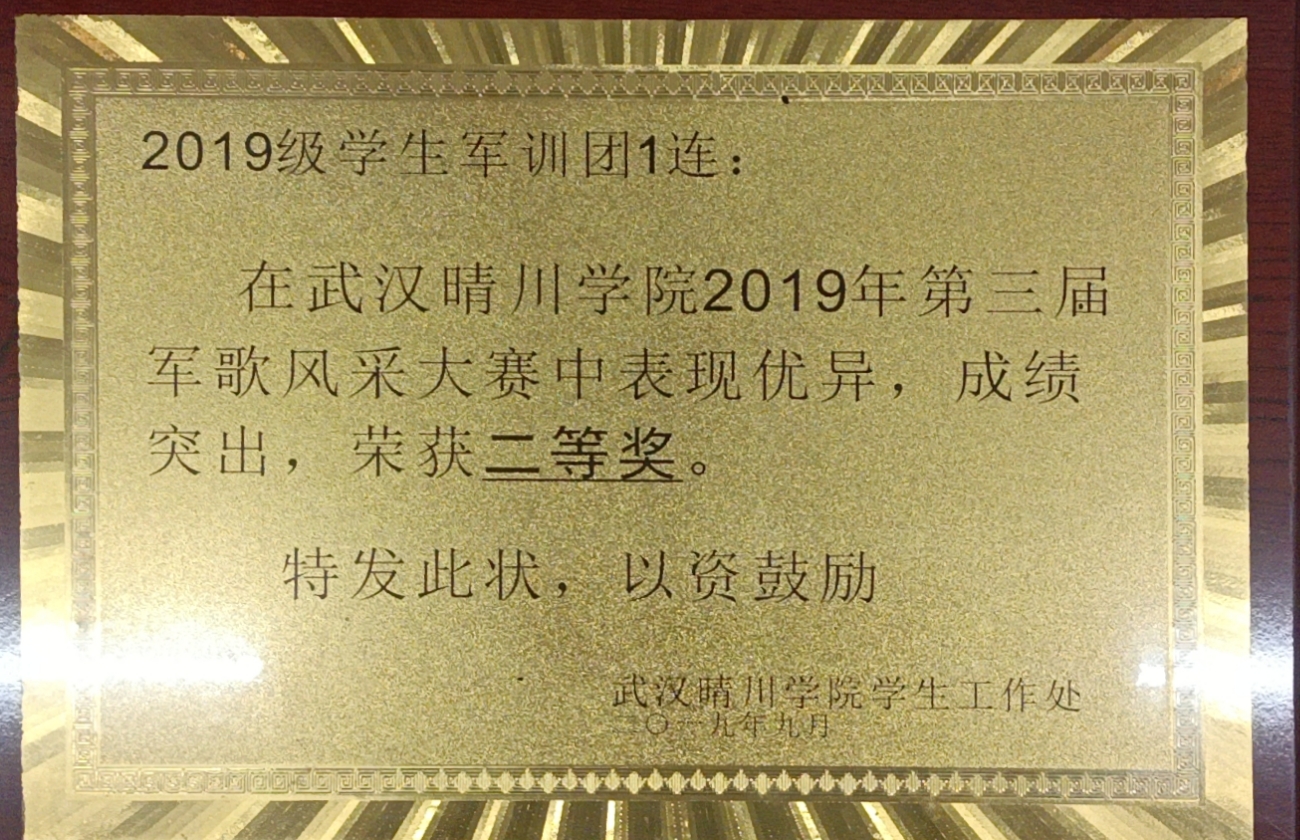 2019级学生军训团1连：
在武汉晴川学院2019年第三届
军歌风采大赛中表现优异，成绩
突出，荣获二等奖。
特发此状，以资鼓励
武汉晴川学院学生工作处
二〇一九年九月